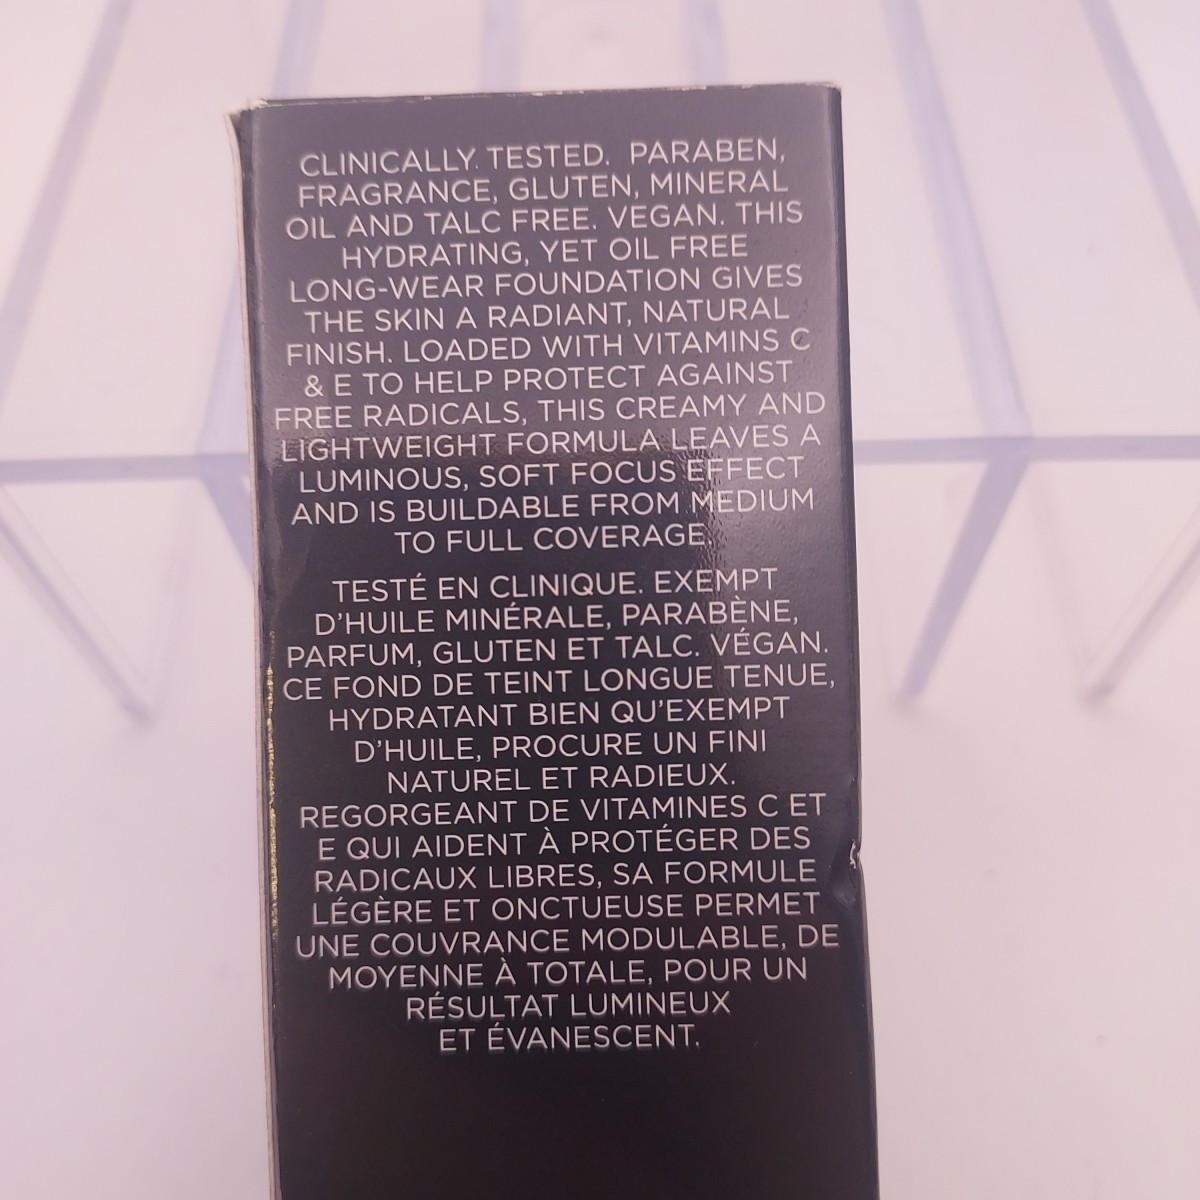 CLINICALLY TESTED. PARABEN,
FRAGRANCE, GLUTEN, MINERAL
OIL AND TALC FREE. VEGAN. THIS
HYDRATING, YET OIL FREE
LONG-WEAR FOUNDATION GIVES
THE SKIN A RADIANT, NATURAL
FINISH. LOADED WITH VITAMINS C
& E TO HELP PROTECT AGAINST
FREE RADICALS, THIS CREAMY AND
LIGHTWEIGHT FORMULA LEAVES A
LUMINOUS, SOFT FOCUS EFFECT
AND IS BUILDABLE FROM MEDIUM
TO FULL COVERAGE.
TESTÉ EN CLINIQUE. EXEMPT
D'HUILE MINÉRALE, PARABÈNE,
PARFUM, GLUTEN ET TALC. VÉGAN.
CE FOND DE TEINT LONGUE TENUE,
HYDRATANT BIEN QU'EXEMPT
D'HUILE, PROCURE UN FINI
NATUREL ET RADIEUX.
REGORGEANT DE VITAMINES C ET
E QUI AIDENT À PROTÉGER DES
RADICAUX LIBRES, SA FORMULE
LÉGÈRE ET ONCTUEUSE PERMET
UNE COUVRANCE MODULABLE, DE
MOYENNE À TOTALE, POUR UN
RÉSULTAT LUMINEUX
ET ÉVANESCENT.